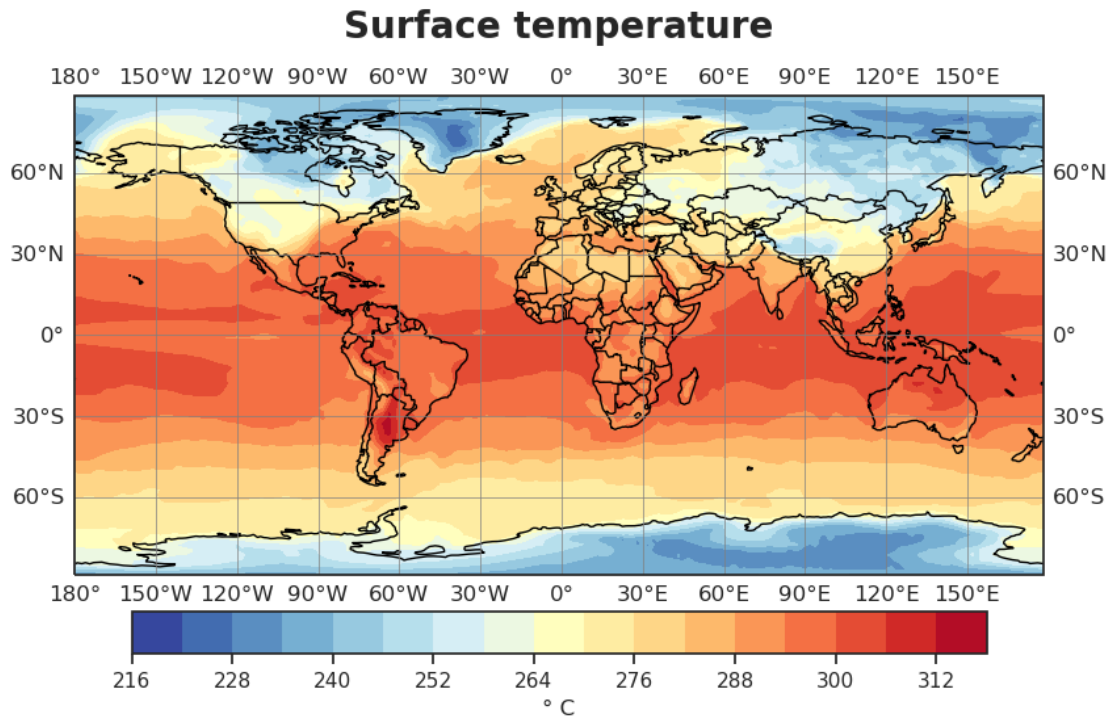 Surface temperature
180° 150°W 120°W 90°W 60°W 30°W 0° 30°E 60°E 90°E 120°E 150°E
60°N 60°N
30°N 30°N
0° 0°
30°S 30°S
60°S 60°S
180° 150°W 120°W 90°W 60°W 30°W 0° 30°E 60°E 90°E 120°E 150°E
216 228 240 252 264 276 288 300 312
° C